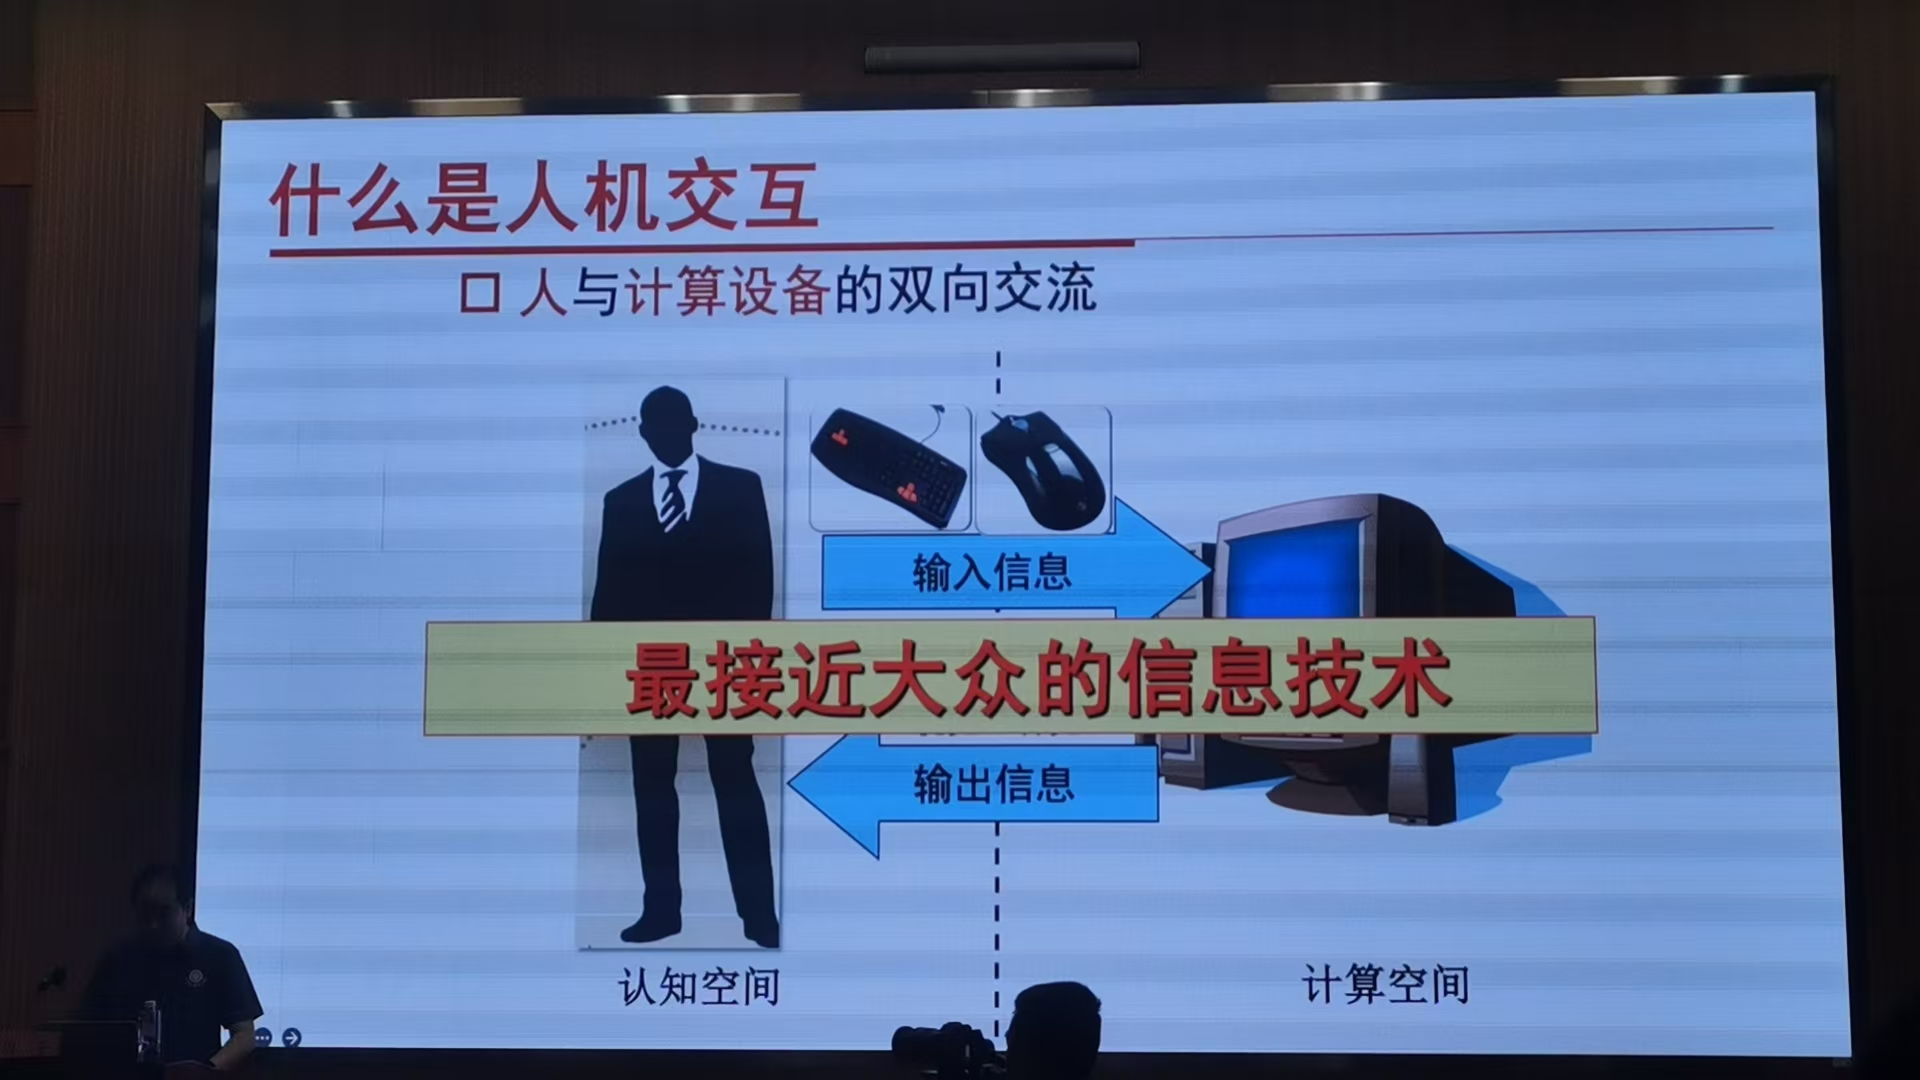 什么是人机交互
人与计算设备的双向交流
输入信息
最接近大众的信息技术
输出信息
认知空间
计算空间